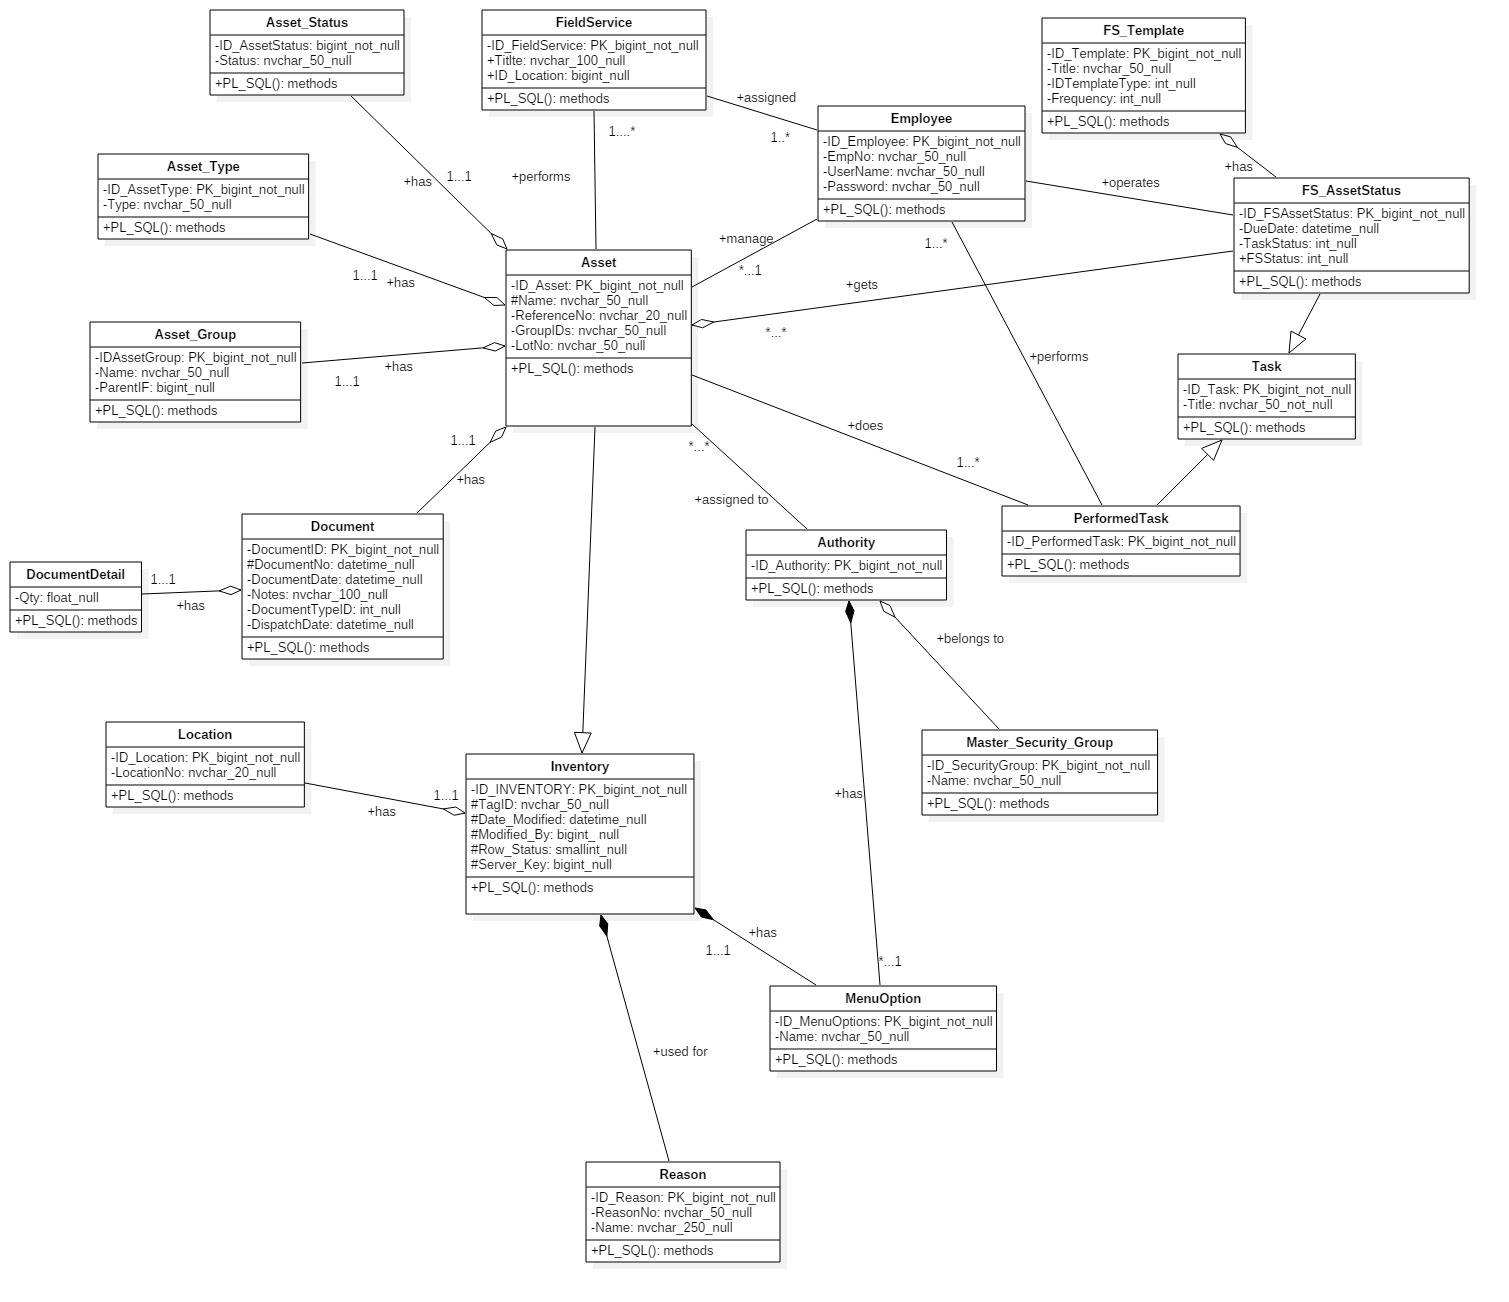 Asset_Status
-ID_AssetStatus: bigint_not_null
-Status: nvchar_50_null
+PL_SQL(): methods
FieldService
-ID_FieldService: PK_bigint_not_null
+Titlte: nvchar_100_null
+ID_Location: bigint_null
+PL_SQL(): methods
FS_Template
-ID_Template: PK_bigint_not_null
-Title: nvchar_50_null
-IDTemplateType: int_null
-Frequency: int_null
+PL_SQL(): methods
+assigned
1..*
1....*
Employee
-ID_Employee: PK_bigint_not_null
-EmpNo: nvchar_50_null
-UserName: nvchar_50_null
-Password: nvchar_50_null
+PL_SQL(): methods
Asset_Type
-ID_AssetType: PK_bigint_not_null
-Type: nvchar_50_null
+PL_SQL(): methods
+has
1...1
+performs
+operates
+has
FS_AssetStatus
-ID_FSAssetStatus: PK_bigint_not_null
-DueDate: datetime_null
-TaskStatus: int_null
+FSStatus: int_null
+PL_SQL(): methods
+manage
*...1
1...*
1...1
+has
+gets
*...*
Asset
-ID_Asset: PK_bigint_not_null
#Name: nvchar_50_null
-ReferenceNo: nvchar_20_null
-GroupIDs: nvchar_50_null
-LotNo: nvchar_50_null
+PL_SQL(): methods
Asset_Group
-IDAssetGroup: PK_bigint_not_null
-Name: nvchar_50_null
-ParentIF: bigint_null
+PL_SQL(): methods
+has
1...1
+performs
Task
-ID_Task: PK_bigint_not_null
-Title: nvchar_50_not_null
+PL_SQL(): methods
1...1
+has
*...*
+does
1...*
+assigned to
Document
-DocumentID: PK_bigint_not_null
#DocumentNo: datetime_null
-DocumentDate: datetime_null
-Notes: nvchar_100_null
-DocumentTypeID: int_null
-DispatchDate: datetime_null
+PL_SQL(): methods
PerformedTask
-ID_PerformedTask: PK_bigint_not_null
+PL_SQL(): methods
Authority
-ID_Authority: PK_bigint_not_null
+PL_SQL(): methods
DocumentDetail
-Qty: float_null
+PL_SQL(): methods
1...1
+has
+belongs to
Location
-ID_Location: PK_bigint_not_null
-LocationNo: nvchar_20_null
+PL_SQL(): methods
1...1
+has
Inventory
-ID_INVENTORY: PK_bigint_not_null
#TagID: nvchar_50_null
#Date_Modified: datetime_null
#Modified_By: bigint_ null
#Row_Status: smallint_null
#Server_Key: bigint_null
+PL_SQL(): methods
Master_Security_Group
-ID_SecurityGroup: PK_bigint_not_null
-Name: nvchar_50_null
+PL_SQL(): methods
+has
+has
1...1
*...1
MenuOption
-ID_MenuOptions: PK_bigint_not_null
-Name: nvchar_50_null
+PL_SQL(): methods
+used for
Reason
-ID_Reason: PK_bigint_not_null
-ReasonNo: nvchar_50_null
-Name: nvchar_250_null
+PL_SQL(): methods